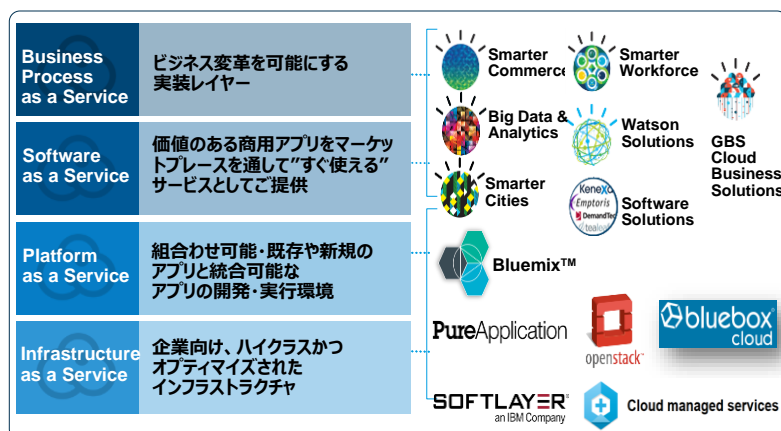 Business
Process
as a Service
ビジネス変革を可能にする
実装レイヤー
Software
as a Service
価値のある商用アプリをマーケッ
トプレースを通して”すぐ使える”
サービスとしてご提供
Platform
as a Service
組合わせ可能・既存や新規の
アプリと統合可能な
アプリの開発・実行環境
Infrastructure
as a Service
企業向け、ハイクラスかつ
オプティマイズされた
インフラストラクチャ
Smarter
Commerce
Smarter
Workforce
Big Data &
Analytics
Watson
Solutions
GBS
Cloud
Business
Solutions
Smarter
Cities
Kenexa
Emptoris
DemandTec
tealeaf
Software
Solutions
Bluemix™
PureApplication
openstack™
bluebox
cloud
SOFTLAYER®
an IBM Company
Cloud managed services